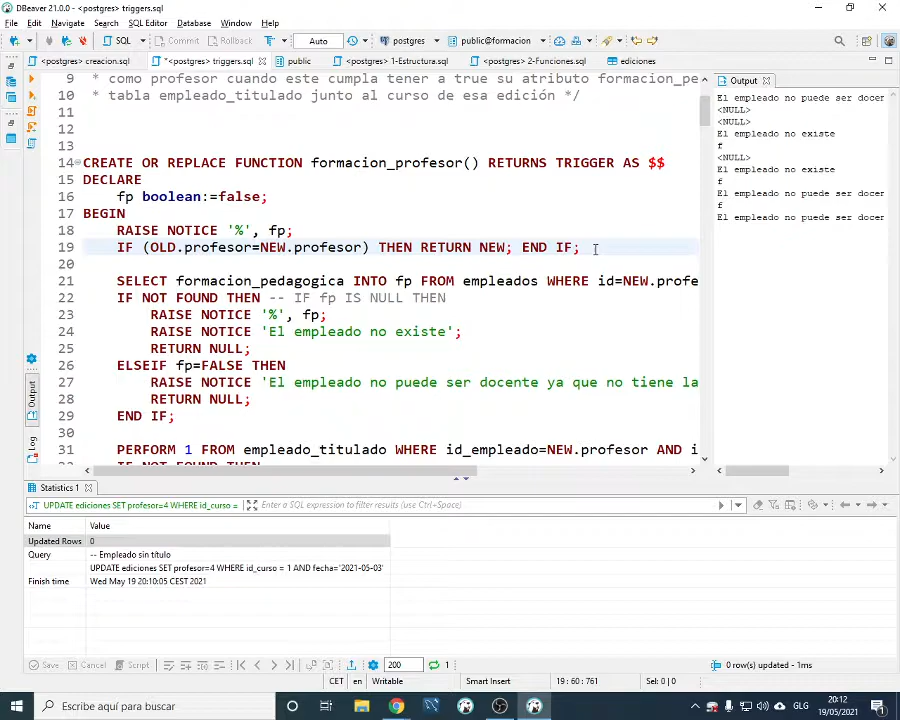 DBeaver 21.0.0 - <postgres> triggers.sql
File Edit Navigate Search SQL Editor Database Window Help
SQL Commit Rollback T Auto postgres public@formacion
<postgres> creacion.sql *<postgres> triggers.sql public <postgres> 1-Estructura.sql <postgres> 2-Funciones.sql ediciones
9 * como profesor cuando este cumpla tener a true su atributo formacion_pe
10 * tabla empleado_titulado junto al curso de esa edición */
11
12
13
14 CREATE OR REPLACE FUNCTION formacion_profesor() RETURNS TRIGGER AS $$
15 DECLARE
16 fp boolean:=false;
17 BEGIN
18 RAISE NOTICE '%', fp;
19 IF (OLD.profesor=NEW.profesor) THEN RETURN NEW; END IF;
20
21 SELECT formacion_pedagogica INTO fp FROM empleados WHERE id=NEW.profe
22 IF NOT FOUND THEN -- IF fp IS NULL THEN
23 RAISE NOTICE '%', fp;
24 RAISE NOTICE 'El empleado no existe';
25 RETURN NULL;
26 ELSEIF fp=FALSE THEN
27 RAISE NOTICE 'El empleado no puede ser docente ya que no tiene la
28 RETURN NULL;
29 END IF;
30
31 PERFORM 1 FROM empleado_titulado WHERE id_empleado=NEW.profesor AND i
Output
El empleado no puede ser docer
<NULL>
<NULL>
El empleado no existe
f
<NULL>
El empleado no existe
f
El empleado no puede ser docer
f
El empleado no puede ser docer
Output
Log
Statistics 1
UPDATE ediciones SET profesor=4 WHERE id_curso = Enter a SQL expression to filter results (use Ctrl+Space)
Name Value
Updated Rows 0
Query -- Empleado sin título
UPDATE ediciones SET profesor=4 WHERE id_curso = 1 AND fecha='2021-05-03'
Finish time Wed May 19 20:10:05 CEST 2021
Save Cancel Script 200 1 0 row(s) updated - 1ms
CET en Writable Smart Insert 19 : 60 : 761 Sel: 0 | 0
Escribe aquí para buscar GLG 20:12
19/05/2021 1